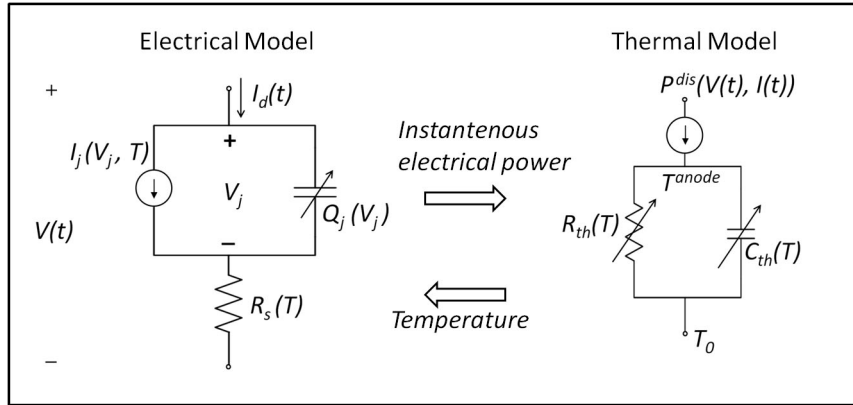 Electrical Model
+
I_d(t)
I_j(V_j, T)
+
V_j
Q_j(V_j)
V(t)
–
R_s(T)
–
Instantenous
electrical power
Temperature
Thermal Model
P^dis(V(t), I(t))
T^anode
R_th(T)
C_th(T)
T_0